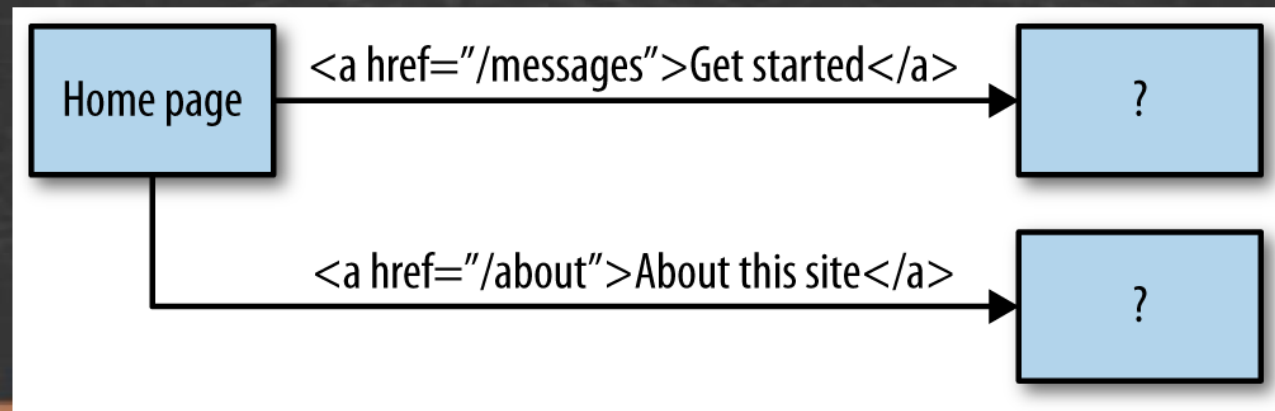 Home page
<a href="/messages">Get started</a>
?
<a href="/about">About this site</a>
?